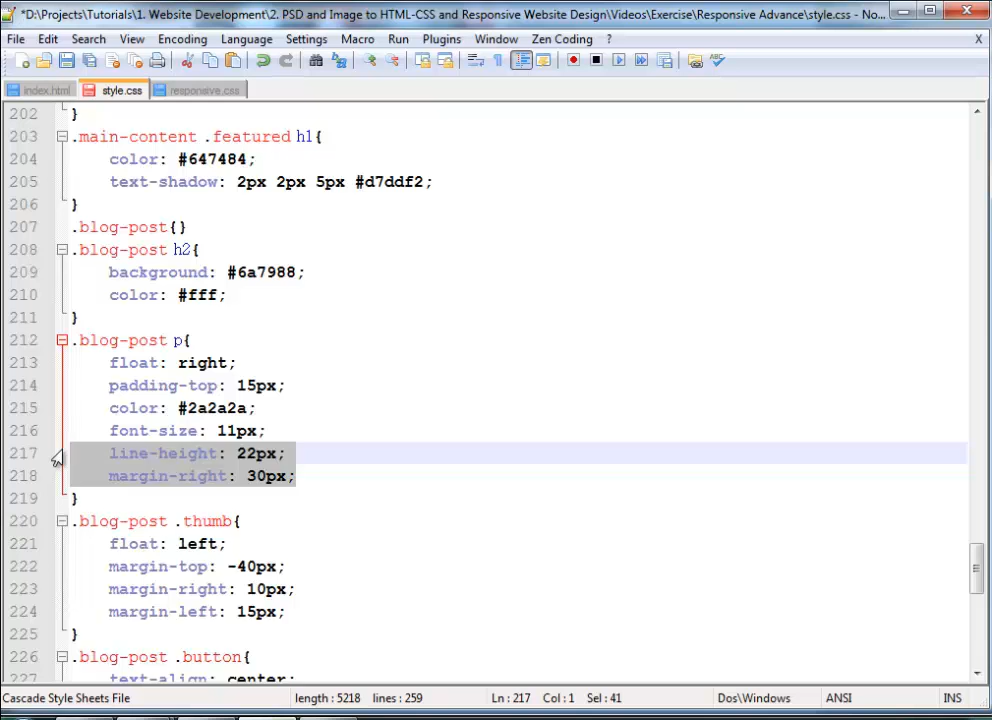 *D:\Projects\Tutorials\1. Website Development\2. PSD and Image to HTML-CSS and Responsive Website Design\Videos\Exercise\Responsive Advance\style.css - No...
File Edit Search View Encoding Language Settings Macro Run Plugins Window Zen Coding ? X
index.html style.css responsive.css
202 }
203 .main-content .featured h1{
204 color: #647484;
205 text-shadow: 2px 2px 5px #d7ddf2;
206 }
207 .blog-post{}
208 .blog-post h2{
209 background: #6a7988;
210 color: #fff;
211 }
212 .blog-post p{
213 float: right;
214 padding-top: 15px;
215 color: #2a2a2a;
216 font-size: 11px;
217 line-height: 22px;
218 margin-right: 30px;
219 }
220 .blog-post .thumb{
221 float: left;
222 margin-top: -40px;
223 margin-right: 10px;
224 margin-left: 15px;
225 }
226 .blog-post .button{
227 text-align: center;
Cascade Style Sheets File length : 5218 lines : 259 Ln : 217 Col : 1 Sel : 41 Dos\Windows ANSI INS